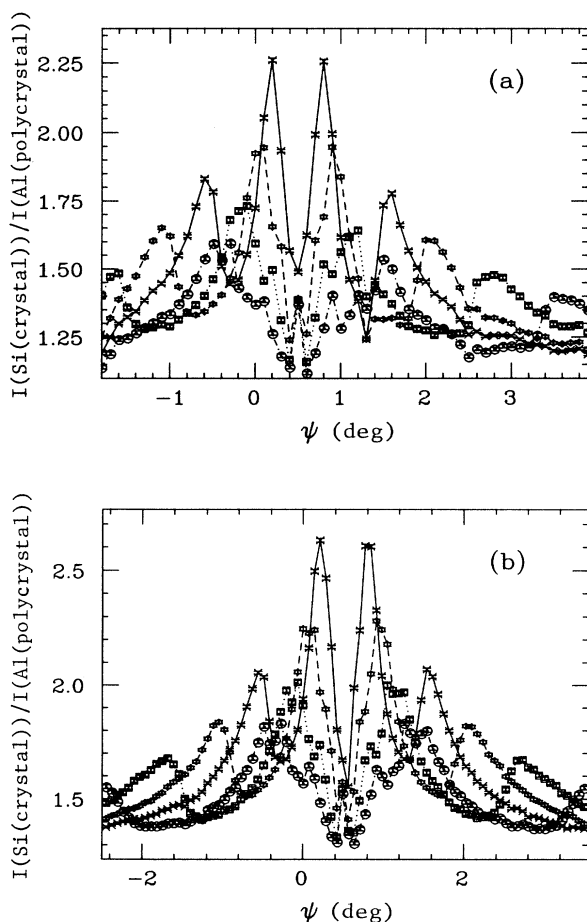 (a)
I(Si(crystal))/I(Al(polycrystal))
2.25
2.00
1.75
1.50
1.25
-1 0 1 2 3
ψ (deg)
(b)
I(Si(crystal))/I(Al(polycrystal))
2.5
2.0
1.5
-2 0 2
ψ (deg)